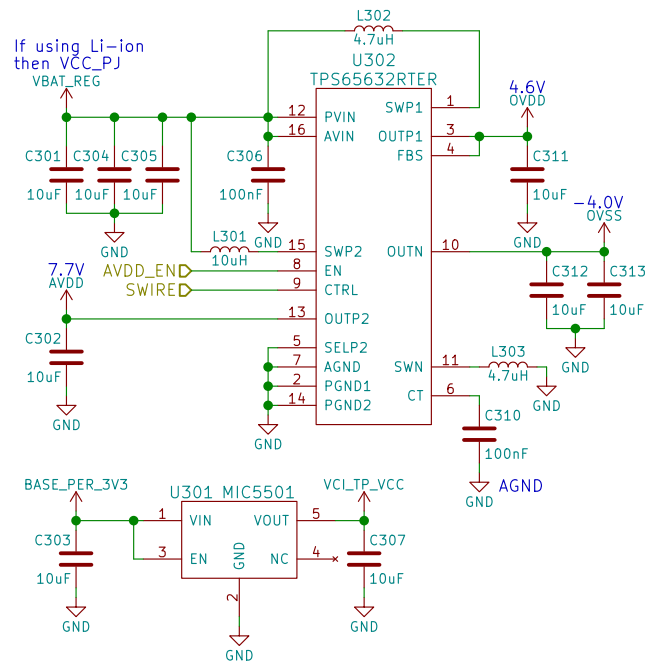 L302
4.7uH
If using Li-ion
then VCC_PJ
VBAT_REG
U302
TPS65632RTER
4.6V
OVDD
12 PVIN
16 AVIN
SWP1 1
OUTP1 3
FBS 4
C301
10uF
C304
10uF
C305
10uF
C306
100nF
C311
10uF
GND
GND
GND
-4.0V
OVSS
L301
10uH
15 SWP2
OUTN 10
AVDD_EN
8 EN
SWIRE
9 CTRL
7.7V
AVDD
C312
10uF
C313
10uF
13 OUTP2
C302
10uF
GND
GND
5 SELP2
7 AGND
2 PGND1
14 PGND2
GND
SWN 11
L303
4.7uH
GND
CT 6
C310
100nF
GND
AGND
BASE_PER_3V3
U301 MIC5501
VCI_TP_VCC
1 VIN
VOUT 5
3 EN
GND
2
NC 4
C303
10uF
C307
10uF
GND
GND
GND